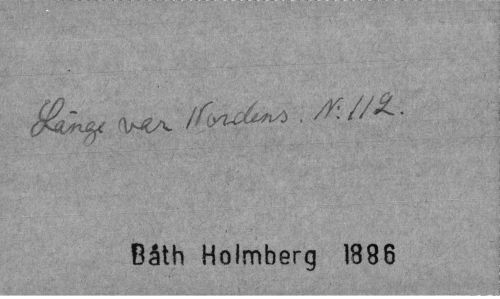 Länge var Nordens. N: 112.
Båth Holmberg 1886